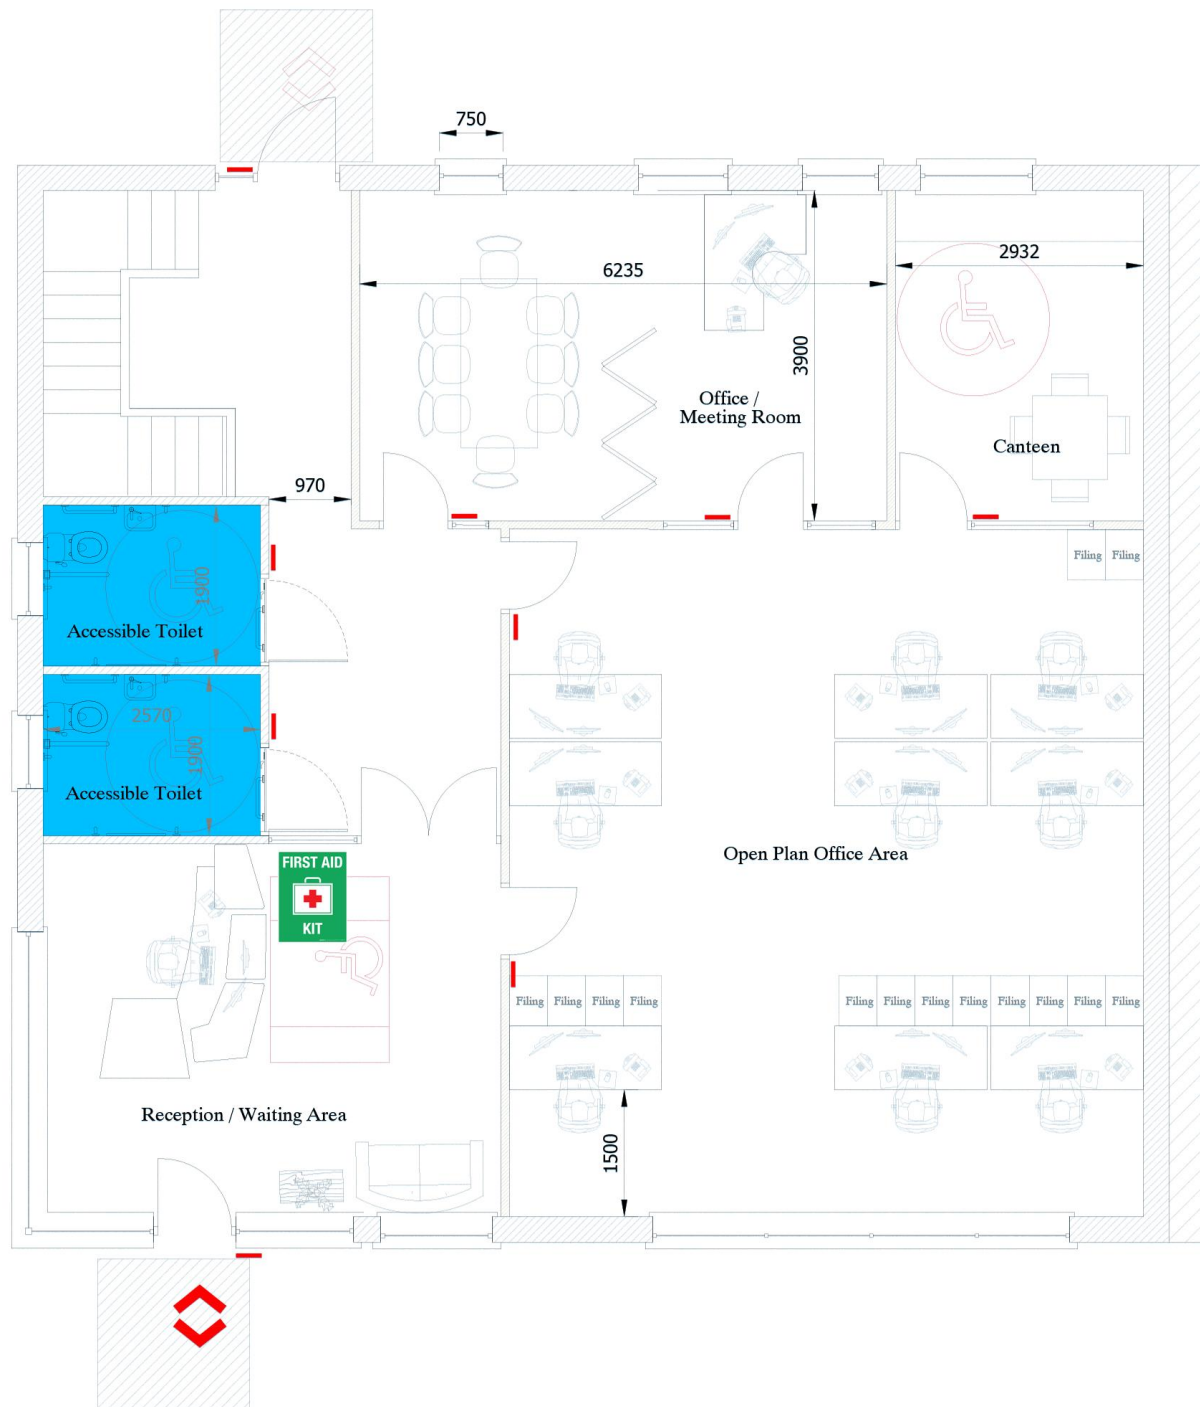 750
6235
2932
3900
Office /
Meeting Room
Canteen
970
1900
Accessible Toilet
Filing Filing
2570
1900
Accessible Toilet
Open Plan Office Area
FIRST AID
KIT
Filing Filing Filing Filing
Filing Filing Filing Filing Filing Filing Filing Filing
Reception / Waiting Area
1500